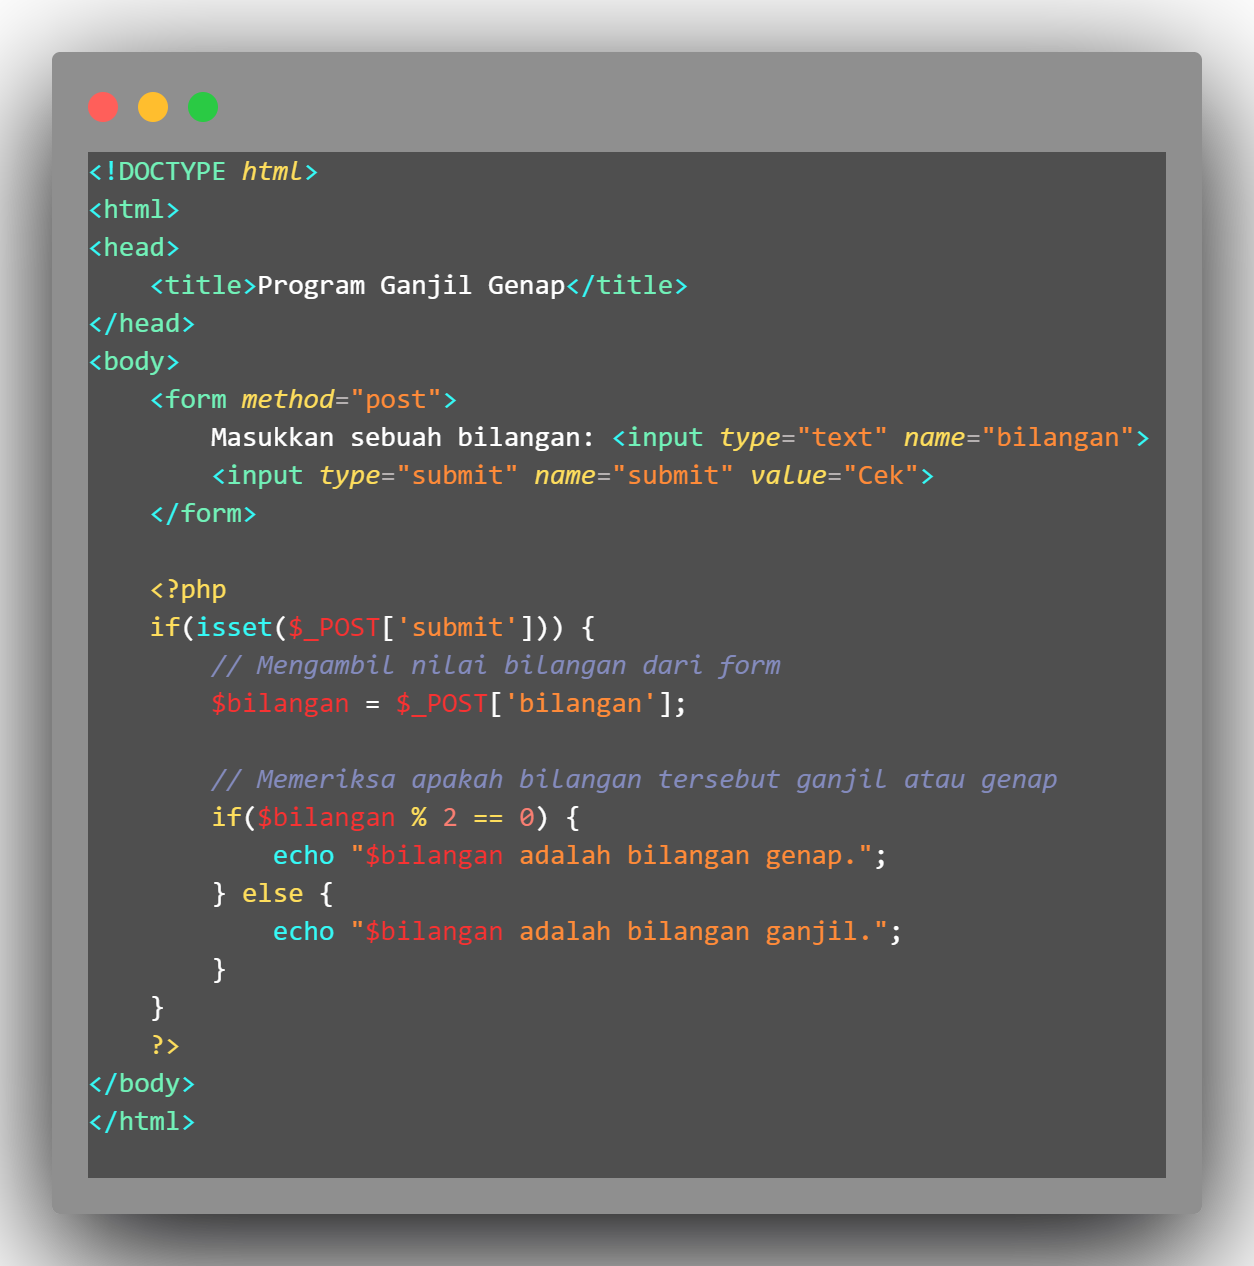 <!DOCTYPE html>
<html>
<head>
    <title>Program Ganjil Genap</title>
</head>
<body>
    <form method="post">
        Masukkan sebuah bilangan: <input type="text" name="bilangan">
        <input type="submit" name="submit" value="Cek">
    </form>

    <?php
    if(isset($_POST['submit'])) {
        // Mengambil nilai bilangan dari form
        $bilangan = $_POST['bilangan'];

        // Memeriksa apakah bilangan tersebut ganjil atau genap
        if($bilangan % 2 == 0) {
            echo "$bilangan adalah bilangan genap.";
        } else {
            echo "$bilangan adalah bilangan ganjil.";
        }
    }
    ?>
</body>
</html>